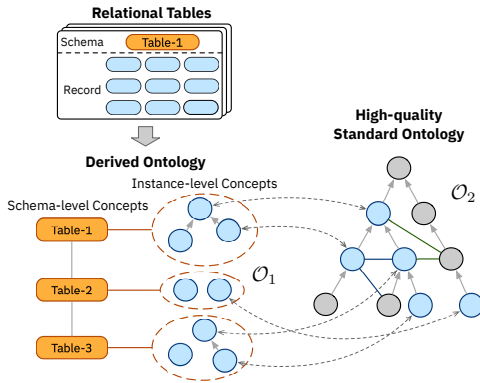 Relational Tables
Schema
Table-1
Record
High-quality
Standard Ontology
Derived Ontology
Instance-level Concepts
Schema-level Concepts
Table-1
Table-2
Table-3
O₁
O₂